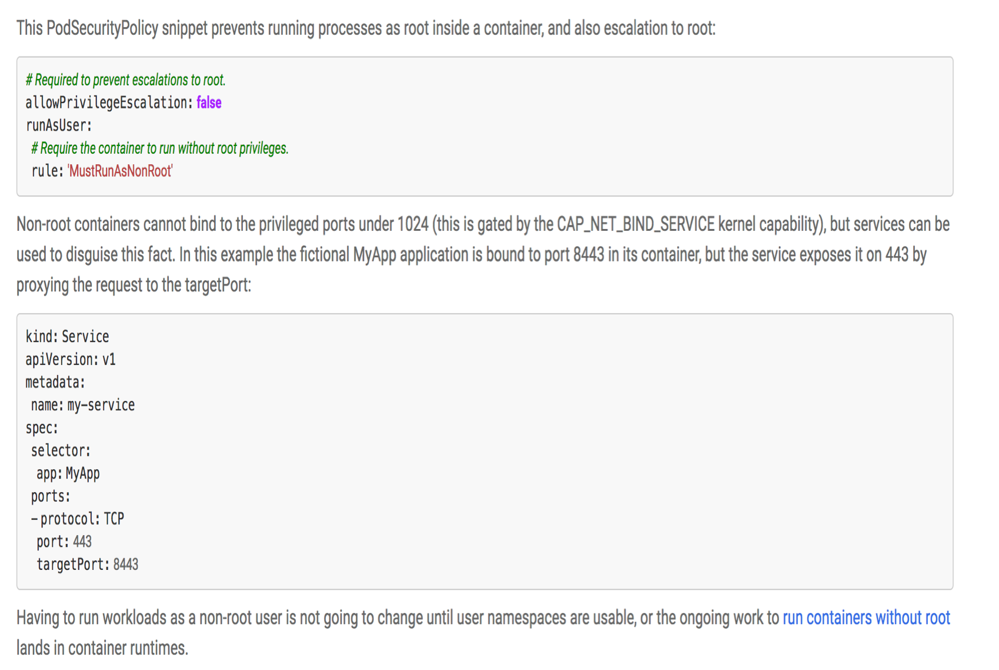 This PodSecurityPolicy snippet prevents running processes as root inside a container, and also escalation to root:
# Required to prevent escalations to root.
allowPrivilegeEscalation: false
runAsUser:
# Require the container to run without root privileges.
rule: 'MustRunAsNonRoot'
Non-root containers cannot bind to the privileged ports under 1024 (this is gated by the CAP_NET_BIND_SERVICE kernel capability), but services can be
used to disguise this fact. In this example the fictional MyApp application is bound to port 8443 in its container, but the service exposes it on 443 by
proxying the request to the targetPort:
kind: Service
apiVersion: v1
metadata:
name: my-service
spec:
selector:
app: MyApp
ports:
- protocol: TCP
port: 443
targetPort: 8443
Having to run workloads as a non-root user is not going to change until user namespaces are usable, or the ongoing work to run containers without root
lands in container runtimes.